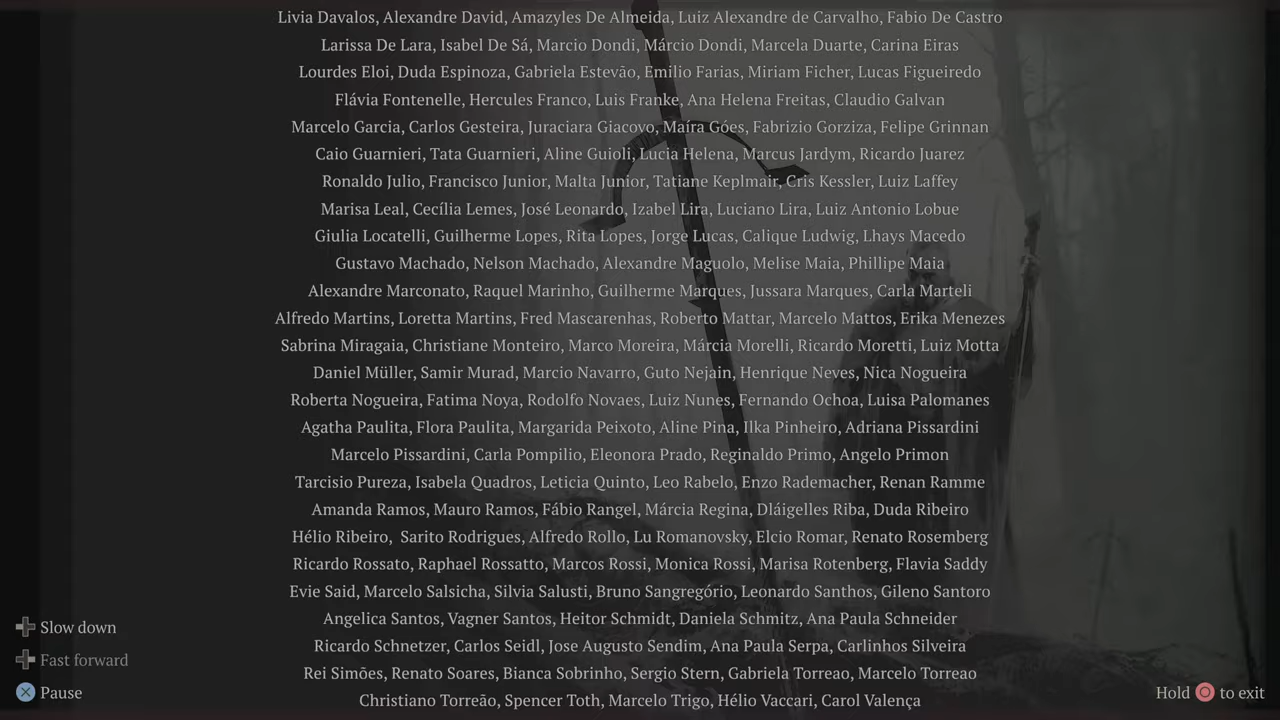 Livia Davalos, Alexandre David, Amazyles De Almeida, Luiz Alexandre de Carvalho, Fabio De Castro
Larissa De Lara, Isabel De Sá, Marcio Dondi, Márcio Dondi, Marcela Duarte, Carina Eiras
Lourdes Eloi, Duda Espinoza, Gabriela Estevão, Emilio Farias, Miriam Ficher, Lucas Figueiredo
Flávia Fontenelle, Hercules Franco, Luis Franke, Ana Helena Freitas, Claudio Galvan
Marcelo Garcia, Carlos Gesteira, Juraciara Giacovo, Maíra Góes, Fabrizio Gorziza, Felipe Grinnan
Caio Guarnieri, Tata Guarnieri, Aline Guioli, Lucia Helena, Marcus Jardym, Ricardo Juarez
Ronaldo Julio, Francisco Junior, Malta Junior, Tatiane Keplmair, Cris Kessler, Luiz Laffey
Marisa Leal, Cecília Lemes, José Leonardo, Izabel Lira, Luciano Lira, Luiz Antonio Lobue
Giulia Locatelli, Guilherme Lopes, Rita Lopes, Jorge Lucas, Calique Ludwig, Lhays Macedo
Gustavo Machado, Nelson Machado, Alexandre Maguolo, Melise Maia, Phillipe Maia
Alexandre Marconato, Raquel Marinho, Guilherme Marques, Jussara Marques, Carla Marteli
Alfredo Martins, Loretta Martins, Fred Mascarenhas, Roberto Mattar, Marcelo Mattos, Erika Menezes
Sabrina Miragaia, Christiane Monteiro, Marco Moreira, Márcia Morelli, Ricardo Moretti, Luiz Motta
Daniel Müller, Samir Murad, Marcio Navarro, Guto Nejain, Henrique Neves, Nica Nogueira
Roberta Nogueira, Fatima Noya, Rodolfo Novaes, Luiz Nunes, Fernando Ochoa, Luisa Palomanes
Agatha Paulita, Flora Paulita, Margarida Peixoto, Aline Pina, Ilka Pinheiro, Adriana Pissardini
Marcelo Pissardini, Carla Pompilio, Eleonora Prado, Reginaldo Primo, Angelo Primon
Tarcisio Pureza, Isabela Quadros, Leticia Quinto, Leo Rabelo, Enzo Rademacher, Renan Ramme
Amanda Ramos, Mauro Ramos, Fábio Rangel, Márcia Regina, Dláigelles Riba, Duda Ribeiro
Hélio Ribeiro,  Sarito Rodrigues, Alfredo Rollo, Lu Romanovsky, Elcio Romar, Renato Rosemberg
Ricardo Rossato, Raphael Rossatto, Marcos Rossi, Monica Rossi, Marisa Rotenberg, Flavia Saddy
Evie Said, Marcelo Salsicha, Silvia Salusti, Bruno Sangregório, Leonardo Santhos, Gileno Santoro
Angelica Santos, Vagner Santos, Heitor Schmidt, Daniela Schmitz, Ana Paula Schneider
Ricardo Schnetzer, Carlos Seidl, Jose Augusto Sendim, Ana Paula Serpa, Carlinhos Silveira
Rei Simões, Renato Soares, Bianca Sobrinho, Sergio Stern, Gabriela Torreao, Marcelo Torreao
Christiano Torreão, Spencer Toth, Marcelo Trigo, Hélio Vaccari, Carol Valença
Slow down
Fast forward
Pause
Hold to exit